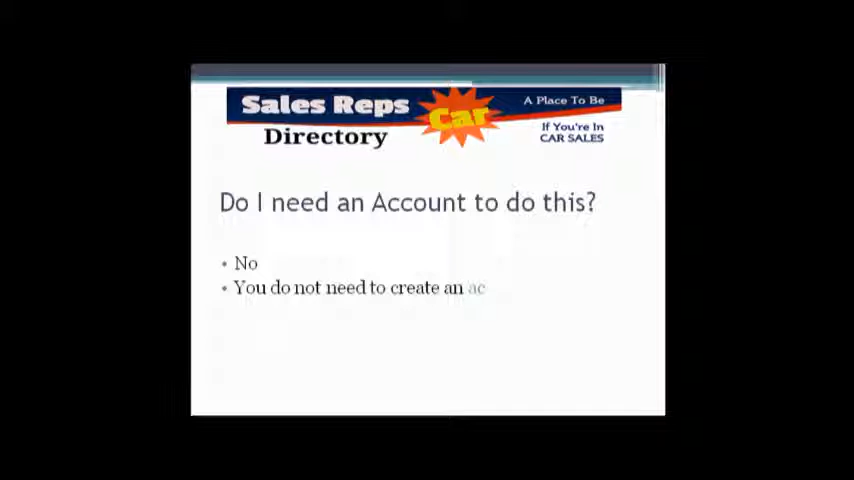 Sales Reps Car A Place To Be
Directory If You're In
CAR SALES
Do I need an Account to do this?
• No
• You do not need to create an ac